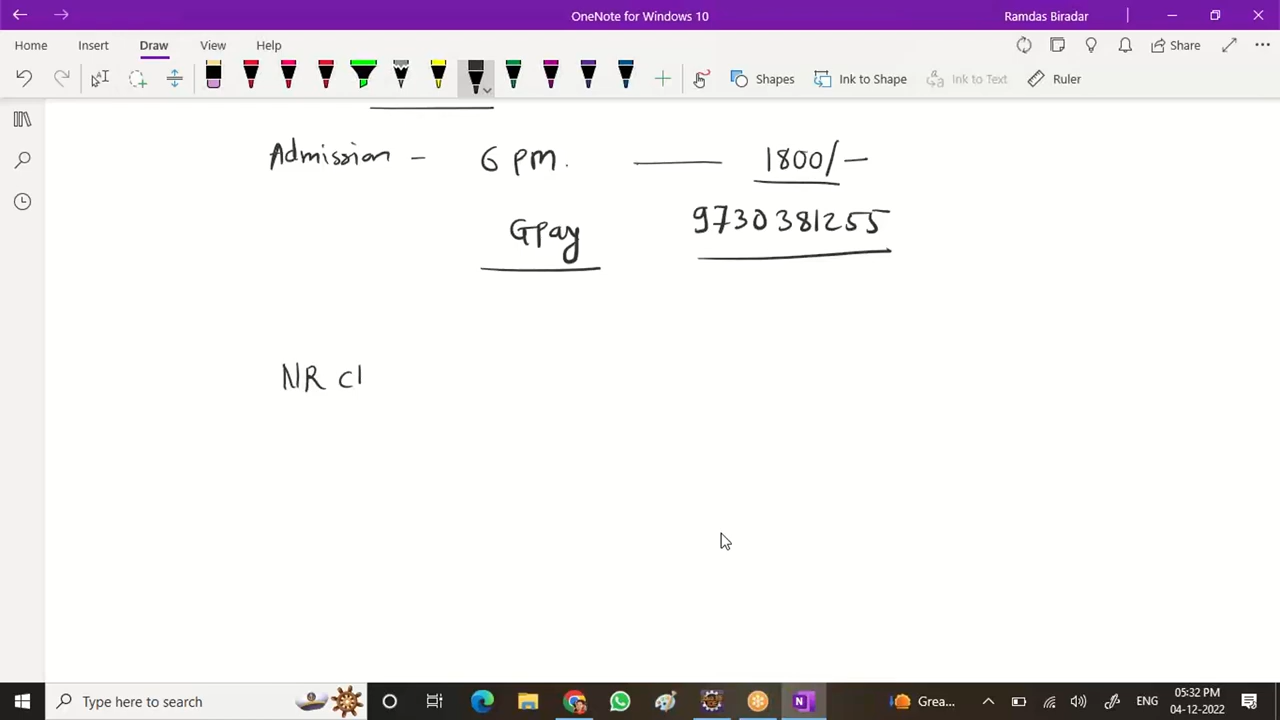 OneNote for Windows 10
Ramdas Biradar
Home Insert Draw View Help
Share
Shapes Ink to Shape Ink to Text Ruler
Admission - 6 pm. — 1800/-
GPay 9730381255
NR cl
Type here to search
Grea...
ENG
05:32 PM
04-12-2022